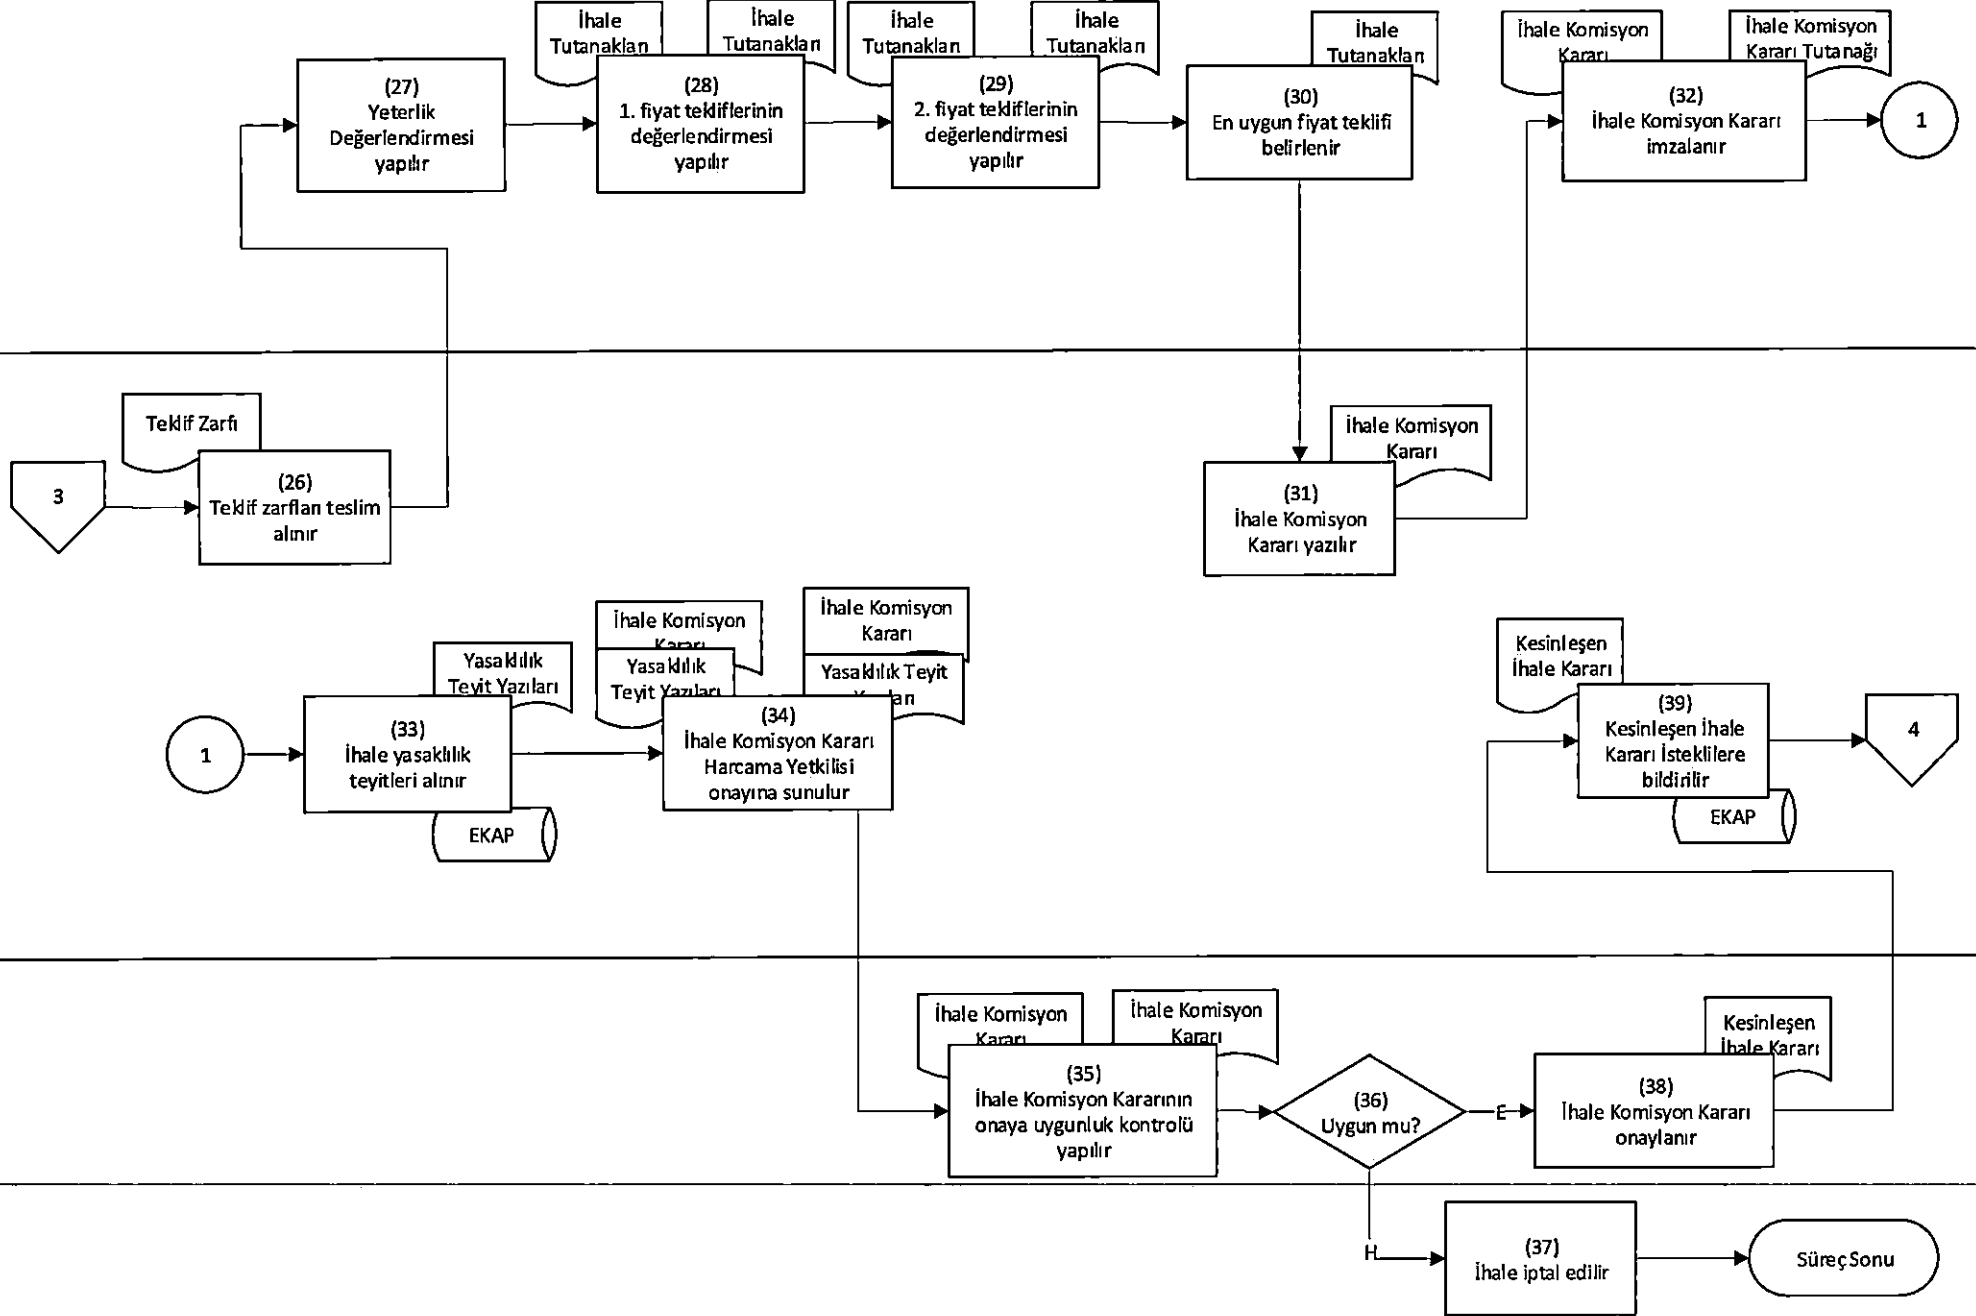 İhale
Tutanakları
İhale
Tutanakları
(27)
Yeterlik
Değerlendirmesi
yapılır
(28)
1. fiyat tekliflerinin
değerlendirmesi
yapılır
İhale
Tutanakları
İhale
Tutanakları
(29)
2. fiyat tekliflerinin
değerlendirmesi
yapılır
İhale
Tutanakları
(30)
En uygun fiyat teklifi
belirlenir
İhale Komisyon
Kararı
İhale Komisyon
Kararı Tutanağı
(32)
İhale Komisyon Kararı
imzalanır
1
Teklif Zarfı
3
(26)
Teklif zarfları teslim
alınır
İhale Komisyon
Kararı
(31)
İhale Komisyon
Kararı yazılır
1
Yasaklılık
Teyit Yazıları
(33)
İhale yasaklılık
teyitleri alınır
EKAP
İhale Komisyon
Kararı
Yasaklılık
Teyit Yazıları
İhale Komisyon
Kararı
Yasaklılık Teyit
(34)
İhale Komisyon Kararı
Harcama Yetkilisi
onayına sunulur
Kesinleşen
İhale Kararı
(39)
Kesinleşen İhale
Kararı İsteklilere
bildirilir
EKAP
4
İhale Komisyon
Kararı
İhale Komisyon
Kararı
(35)
İhale Komisyon Kararının
onaya uygunluk kontrolü
yapılır
(36)
Uygun mu?
E
Kesinleşen
İhale Kararı
(38)
İhale Komisyon Kararı
onaylanır
H
(37)
İhale iptal edilir
Süreç Sonu